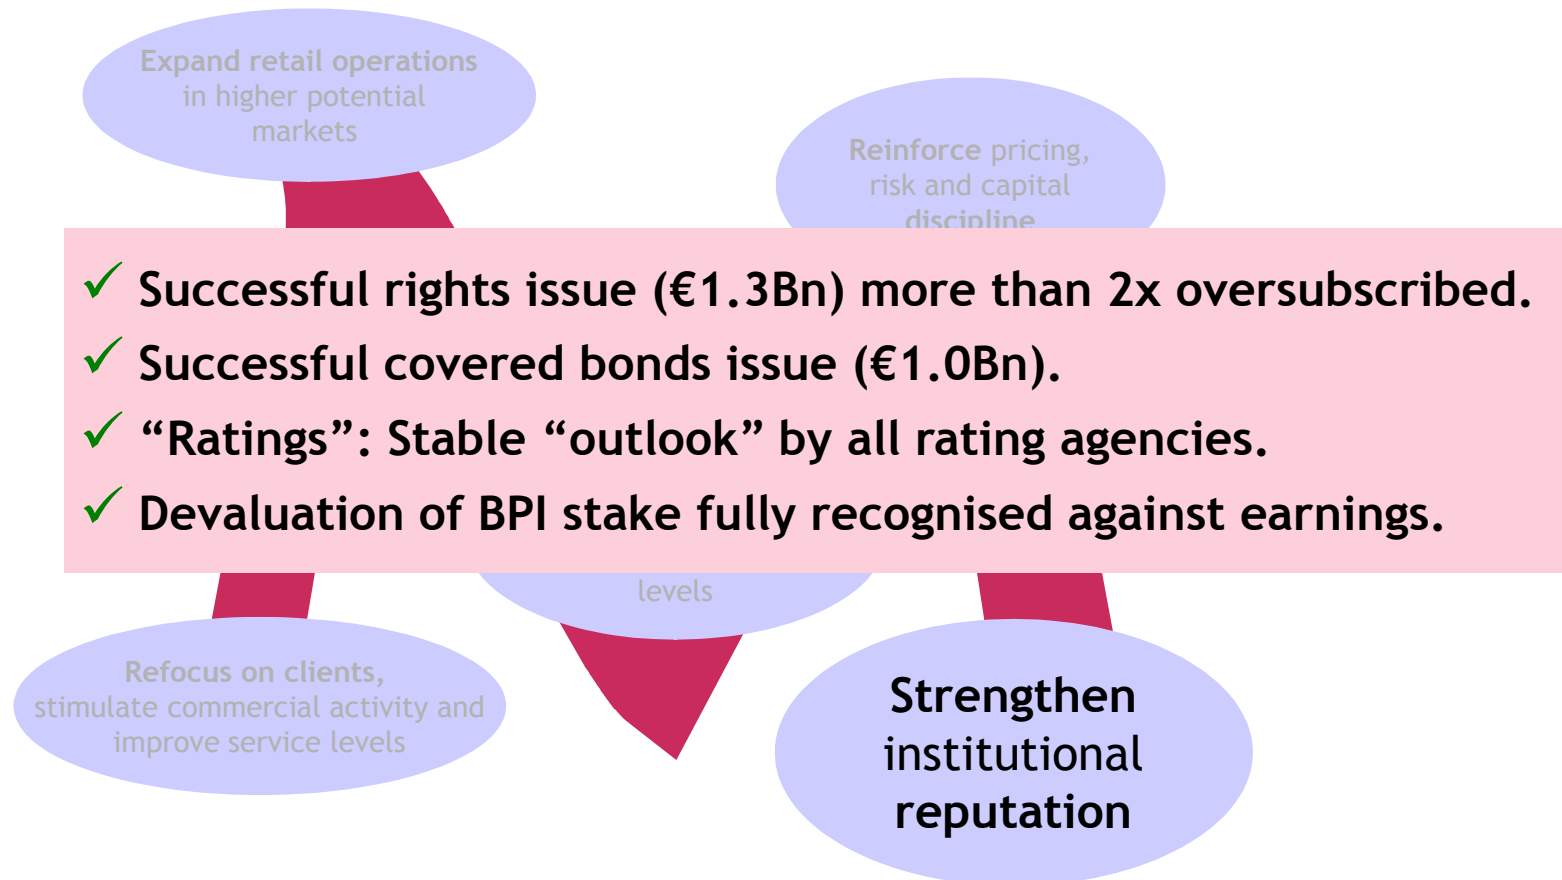 Expand retail operations
in higher potential
markets
Reinforce pricing,
risk and capital
discipline
✓ Successful rights issue (€1.3Bn) more than 2x oversubscribed.
✓ Successful covered bonds issue (€1.0Bn).
✓ “Ratings”: Stable “outlook” by all rating agencies.
✓ Devaluation of BPI stake fully recognised against earnings.
levels
Refocus on clients,
stimulate commercial activity and
improve service levels
Strengthen
institutional
reputation